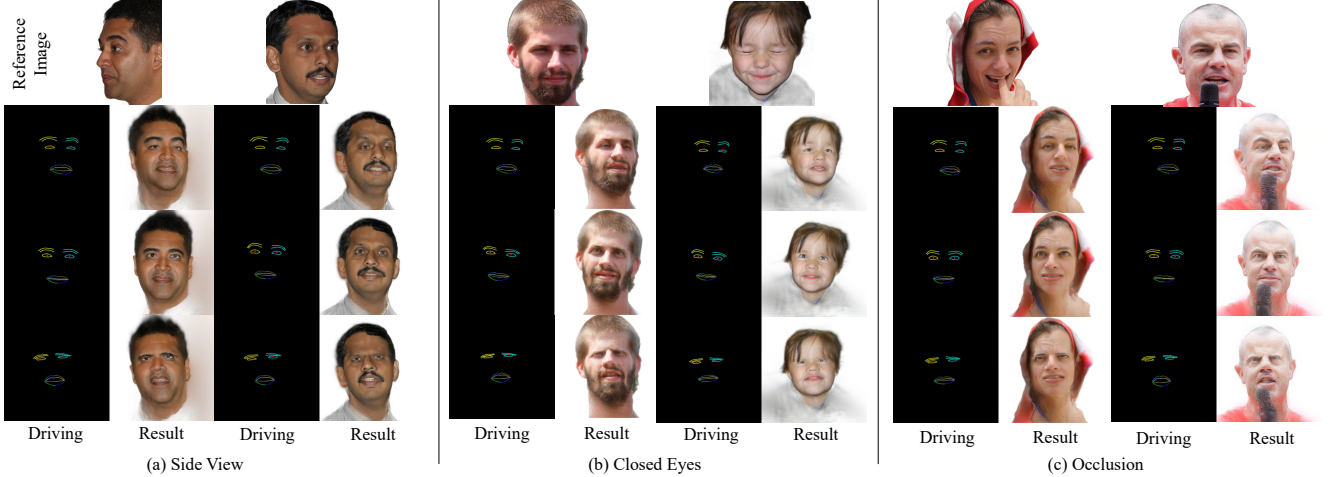 Reference
Image
Driving Result Driving Result
Driving Result Driving Result
Driving Result Driving Result
(a) Side View
(b) Closed Eyes
(c) Occlusion